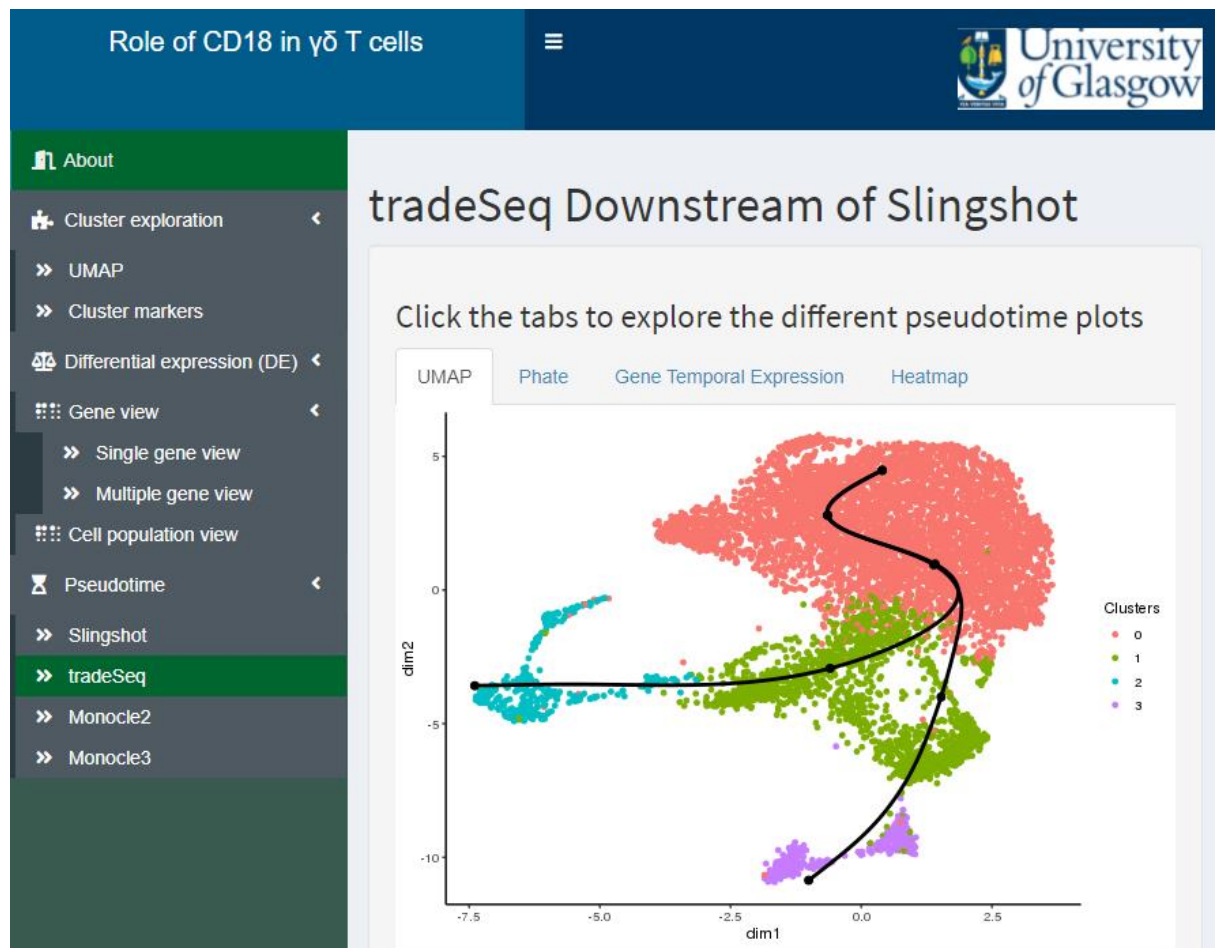 Role of CD18 in γδ T cells
University
of Glasgow
About
Cluster exploration
UMAP
Cluster markers
Differential expression (DE)
Gene view
Single gene view
Multiple gene view
Cell population view
Pseudotime
Slingshot
tradeSeq
Monocle2
Monocle3
tradeSeq Downstream of Slingshot
Click the tabs to explore the different pseudotime plots
UMAP Phate Gene Temporal Expression Heatmap
5
0
-5
-10
dim2
-7.5 -5.0 -2.5 0.0 2.5
dim1
Clusters
0
1
2
3